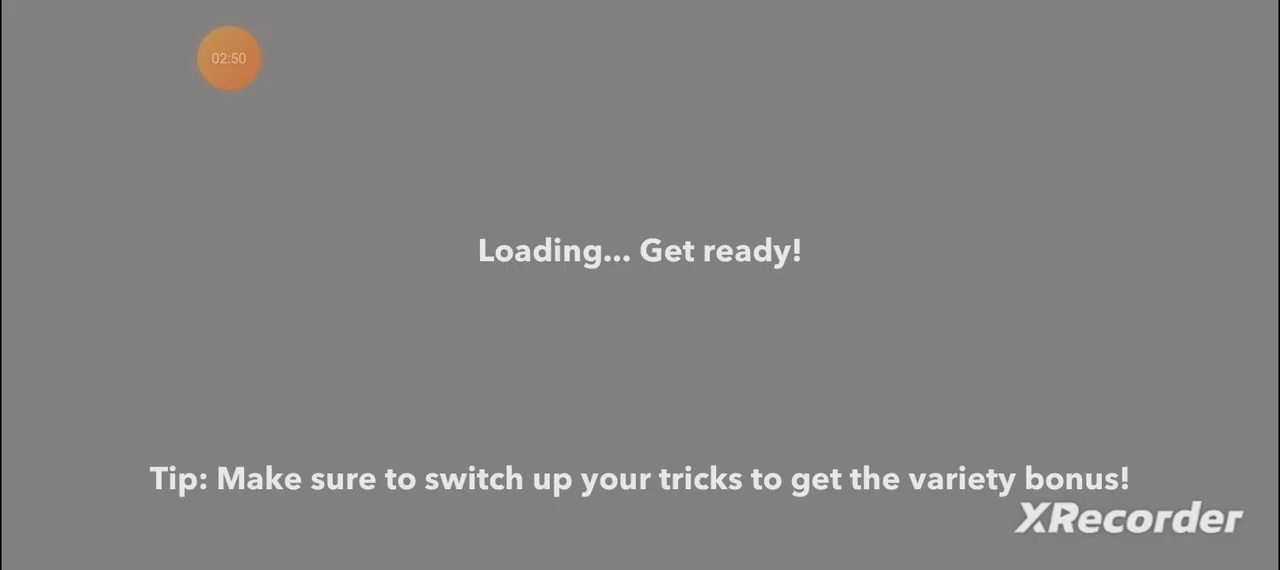 02:50
Loading... Get ready!
Tip: Make sure to switch up your tricks to get the variety bonus!
XRecorder